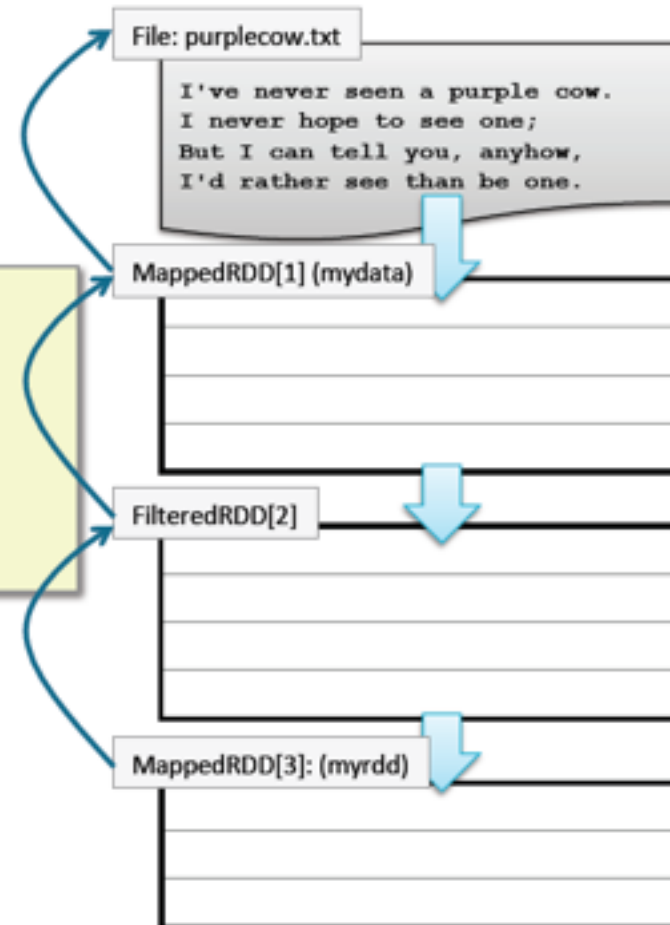 File: purplecow.txt
I've never seen a purple cow.
I never hope to see one;
But I can tell you, anyhow,
I'd rather see than be one.
MappedRDD[1] (mydata)
FilteredRDD[2]
MappedRDD[3]: (myrdd)